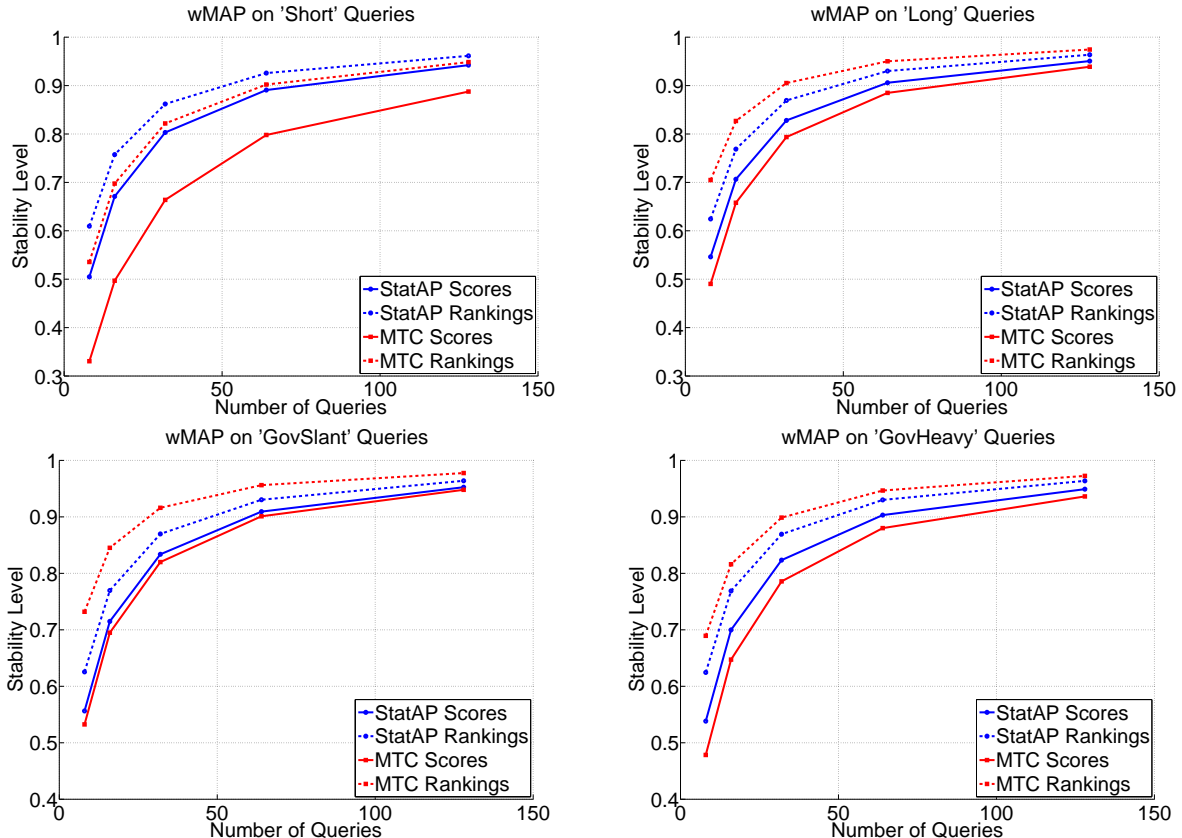 wMAP on 'Short' Queries
1
0.9
0.8
0.7
0.6
0.5
0.4
0.3
Stability Level
StatAP Scores
StatAP Rankings
MTC Scores
MTC Rankings
0 50 100 150
Number of Queries
wMAP on 'Long' Queries
1
0.9
0.8
0.7
0.6
0.5
0.4
0.3
Stability Level
StatAP Scores
StatAP Rankings
MTC Scores
MTC Rankings
0 50 100 150
Number of Queries
wMAP on 'GovSlant' Queries
1
0.9
0.8
0.7
0.6
0.5
0.4
Stability Level
StatAP Scores
StatAP Rankings
MTC Scores
MTC Rankings
0 50 100 150
Number of Queries
wMAP on 'GovHeavy' Queries
1
0.9
0.8
0.7
0.6
0.5
0.4
Stability Level
StatAP Scores
StatAP Rankings
MTC Scores
MTC Rankings
0 50 100 150
Number of Queries